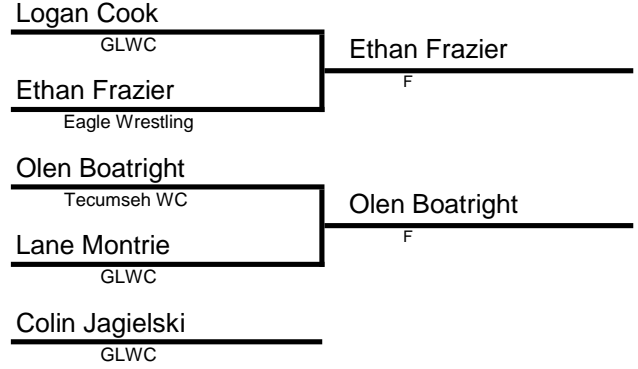 Logan Cook
GLWC
Ethan Frazier
F
Ethan Frazier
Eagle Wrestling
Olen Boatright
Tecumseh WC
Olen Boatright
F
Lane Montrie
GLWC
Colin Jagielski
GLWC